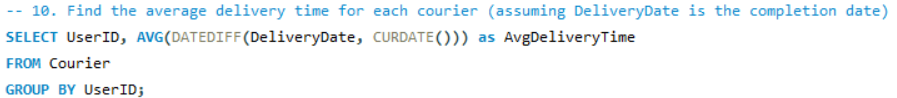 -- 10. Find the average delivery time for each courier (assuming DeliveryDate is the completion date)
SELECT UserID, AVG(DATEDIFF(DeliveryDate, CURDATE())) as AvgDeliveryTime
FROM Courier
GROUP BY UserID;